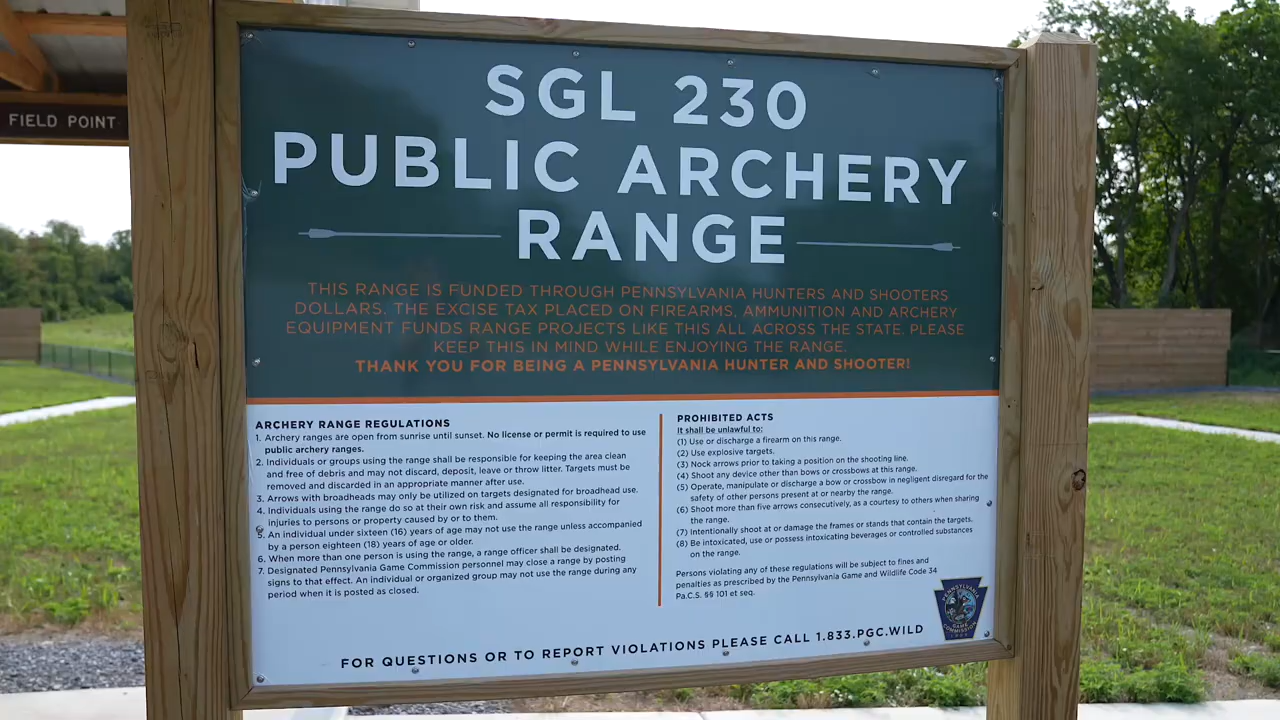 FIELD POINT
SGL 230
PUBLIC ARCHERY
RANGE
THIS RANGE IS FUNDED THROUGH PENNSYLVANIA HUNTERS AND SHOOTERS
DOLLARS. THE EXCISE TAX PLACED ON FIREARMS, AMMUNITION AND ARCHERY
EQUIPMENT FUNDS RANGE PROJECTS LIKE THIS ALL ACROSS THE STATE. PLEASE
KEEP THIS IN MIND WHILE ENJOYING THE RANGE.
THANK YOU FOR BEING A PENNSYLVANIA HUNTER AND SHOOTER!
ARCHERY RANGE REGULATIONS
1. Archery ranges are open from sunrise until sunset. No license or permit is required to use
public archery ranges.
2. Individuals or groups using the range shall be responsible for keeping the area clean
and free of debris and may not discard, deposit, leave or throw litter. Targets must be
removed and discarded in an appropriate manner after use.
3. Arrows with broadheads may only be utilized on targets designated for broadhead use.
4. Individuals using the range do so at their own risk and assume all responsibility for
injuries to persons or property caused by or to them.
5. An individual under sixteen (16) years of age may not use the range unless accompanied
by a person eighteen (18) years of age or older.
6. When more than one person is using the range, a range officer shall be designated.
7. Designated Pennsylvania Game Commission personnel may close a range by posting
signs to that effect. An individual or organized group may not use the range during any
period when it is posted as closed.
PROHIBITED ACTS
It shall be unlawful to:
(1) Use or discharge a firearm on this range.
(2) Use explosive targets.
(3) Nock arrows prior to taking a position on the shooting line.
(4) Shoot any device other than bows or crossbows at this range.
(5) Operate, manipulate or discharge a bow or crossbow in negligent disregard for the
safety of other persons present at or nearby the range.
(6) Shoot more than five arrows consecutively, as a courtesy to others when sharing
the range.
(7) Intentionally shoot at or damage the frames or stands that contain the targets.
(8) Be intoxicated, use or possess intoxicating beverages or controlled substances
on the range.
Persons violating any of these regulations will be subject to fines and
penalties as prescribed by the Pennsylvania Game and Wildlife Code 34
Pa.C.S. §§ 101 et seq.
PENNSYLVANIA
GAME
COMMISSION
FOR QUESTIONS OR TO REPORT VIOLATIONS PLEASE CALL 1.833.PGC.WILD